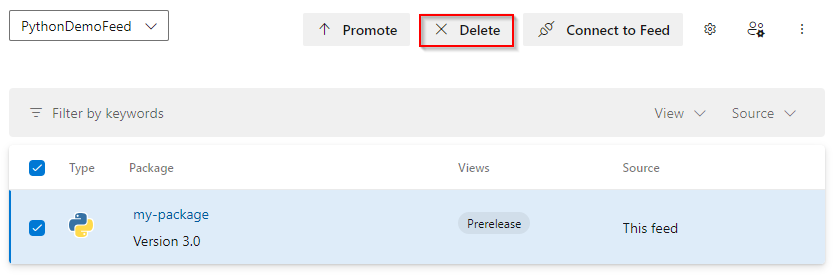 PythonDemoFeed
Promote
Delete
Connect to Feed
Filter by keywords
View
Source
Type
Package
Views
Source
my-package
Version 3.0
Prerelease
This feed